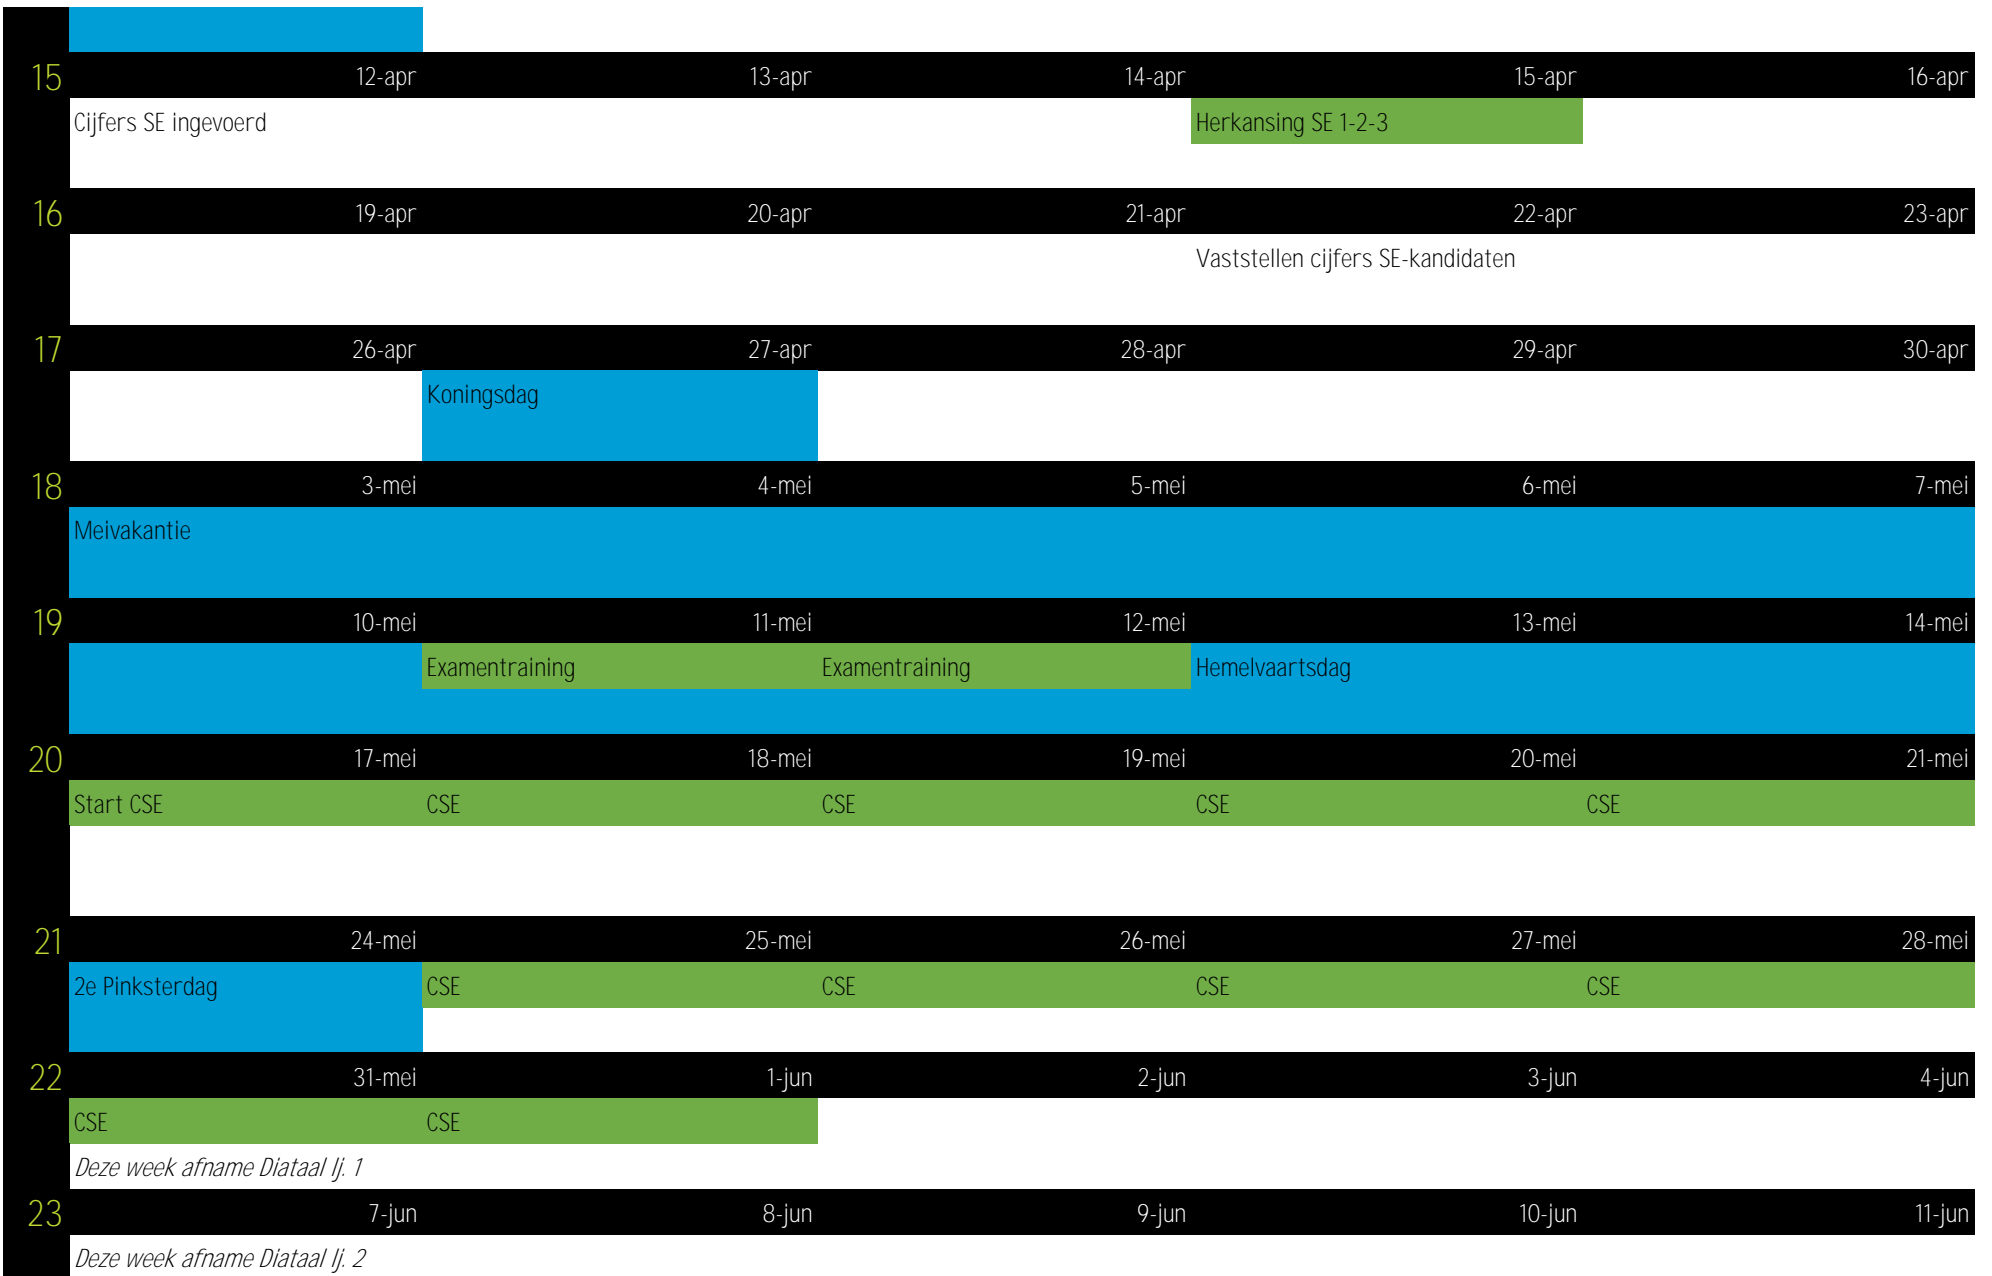 15 12-apr 13-apr 14-apr 15-apr 16-apr
Cijfers SE ingevoerd Herkansing SE 1-2-3
16 19-apr 20-apr 21-apr 22-apr 23-apr
Vaststellen cijfers SE-kandidaten
17 26-apr 27-apr 28-apr 29-apr 30-apr
Koningsdag
18 3-mei 4-mei 5-mei 6-mei 7-mei
Meivakantie
19 10-mei 11-mei 12-mei 13-mei 14-mei
Examentraining Examentraining Hemelvaartsdag
20 17-mei 18-mei 19-mei 20-mei 21-mei
Start CSE CSE CSE CSE CSE
21 24-mei 25-mei 26-mei 27-mei 28-mei
2e Pinksterdag CSE CSE CSE CSE
22 31-mei 1-jun 2-jun 3-jun 4-jun
CSE CSE
Deze week afname Diataal lj. 1
23 7-jun 8-jun 9-jun 10-jun 11-jun
Deze week afname Diataal lj. 2